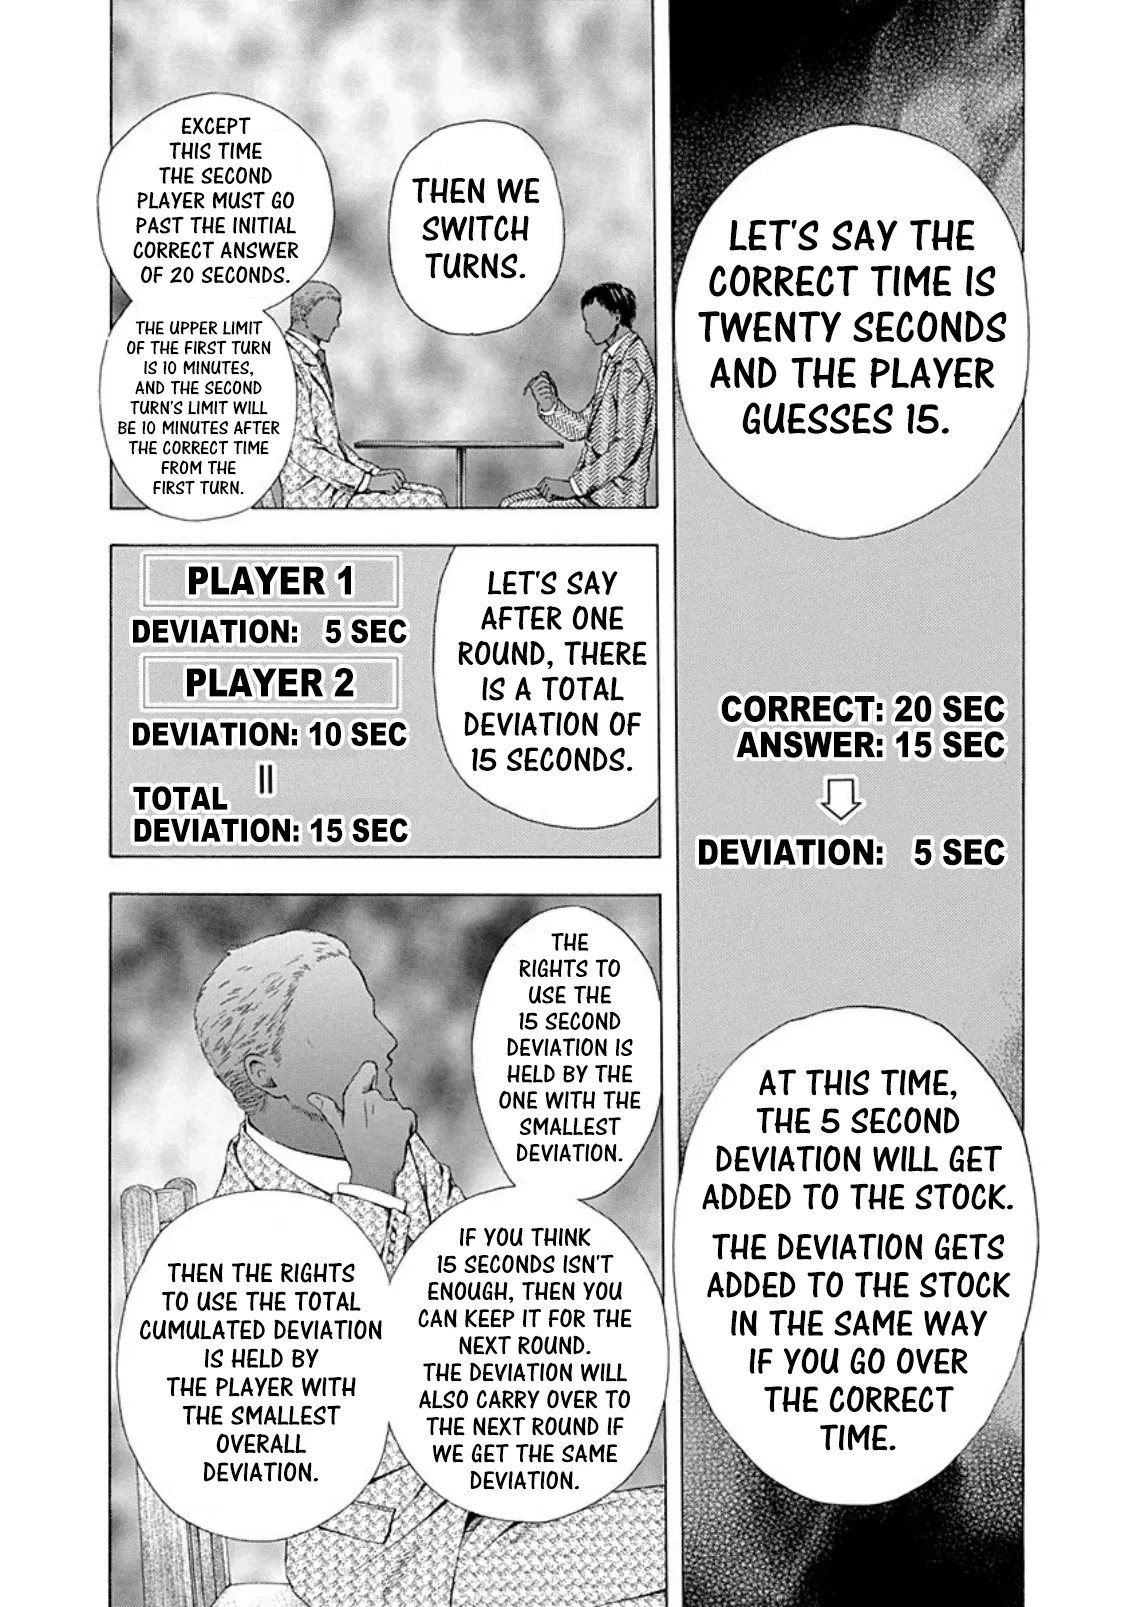 LET'S SAY THE
CORRECT TIME IS
TWENTY SECONDS
AND THE PLAYER
GUESSES 15.
CORRECT: 20 SEC
ANSWER: 15 SEC
DEVIATION: 5 SEC
AT THIS TIME,
THE 5 SECOND
DEVIATION WILL GET
ADDED TO THE STOCK.
THE DEVIATION GETS
ADDED TO THE STOCK
IN THE SAME WAY
IF YOU GO OVER
THE CORRECT
TIME.
THEN WE
SWITCH
TURNS.
EXCEPT
THIS TIME
THE SECOND
PLAYER MUST GO
PAST THE INITIAL
CORRECT ANSWER
OF 20 SECONDS.
THE UPPER LIMIT
OF THE FIRST TURN
IS 10 MINUTES,
AND THE SECOND
TURN'S LIMIT WILL
BE 10 MINUTES AFTER
THE CORRECT TIME
FROM THE
FIRST TURN.
LET'S SAY
AFTER ONE
ROUND, THERE
IS A TOTAL
DEVIATION OF
15 SECONDS.
PLAYER 1
DEVIATION: 5 SEC
PLAYER 2
DEVIATION: 10 SEC
=
TOTAL
DEVIATION: 15 SEC
THE
RIGHTS TO
USE THE
15 SECOND
DEVIATION IS
HELD BY THE
ONE WITH THE
SMALLEST
DEVIATION.
IF YOU THINK
15 SECONDS ISN'T
ENOUGH, THEN YOU
CAN KEEP IT FOR THE
NEXT ROUND.
THE DEVIATION WILL
ALSO CARRY OVER TO
THE NEXT ROUND IF
WE GET THE SAME
DEVIATION.
THEN THE RIGHTS
TO USE THE TOTAL
CUMULATED DEVIATION
IS HELD BY
THE PLAYER WITH
THE SMALLEST
OVERALL
DEVIATION.